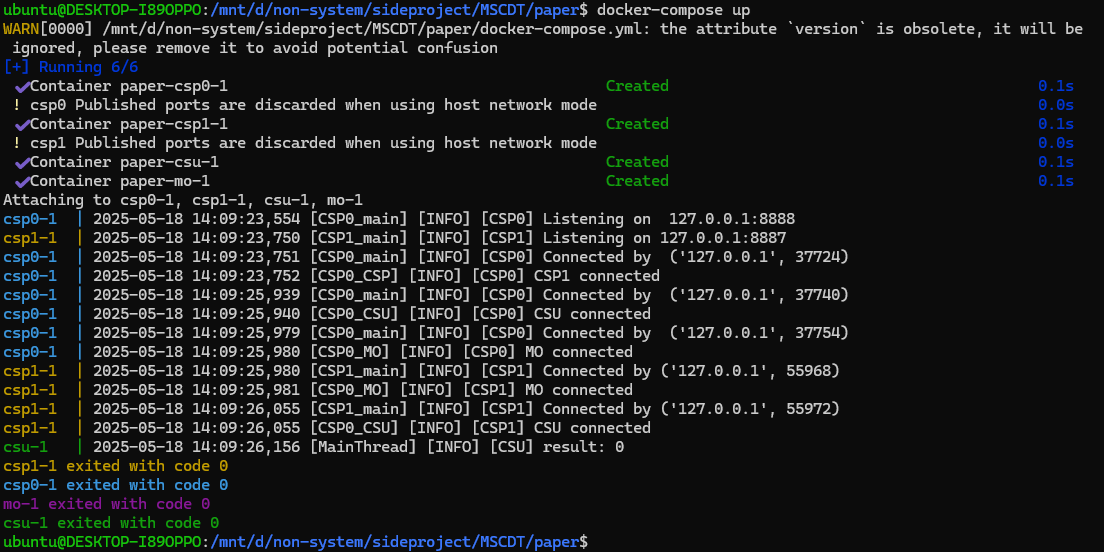 ubuntu@DESKTOP-I89OPPO:/mnt/d/non-system/sideproject/MSCDT/paper$ docker-compose up
WARN[0000] /mnt/d/non-system/sideproject/MSCDT/paper/docker-compose.yml: the attribute `version` is obsolete, it will be
 ignored, please remove it to avoid potential confusion
[+] Running 6/6
 ✔Container paper-csp0-1 Created 0.1s
 ! csp0 Published ports are discarded when using host network mode 0.0s
 ✔Container paper-csp1-1 Created 0.1s
 ! csp1 Published ports are discarded when using host network mode 0.0s
 ✔Container paper-csu-1 Created 0.1s
 ✔Container paper-mo-1 Created 0.1s
Attaching to csp0-1, csp1-1, csu-1, mo-1
csp0-1  | 2025-05-18 14:09:23,554 [CSP0_main] [INFO] [CSP0] Listening on  127.0.0.1:8888
csp1-1  | 2025-05-18 14:09:23,750 [CSP1_main] [INFO] [CSP1] Listening on 127.0.0.1:8887
csp0-1  | 2025-05-18 14:09:23,751 [CSP0_main] [INFO] [CSP0] Connected by  ('127.0.0.1', 37724)
csp0-1  | 2025-05-18 14:09:23,752 [CSP0_CSP] [INFO] [CSP0] CSP1 connected
csp0-1  | 2025-05-18 14:09:25,939 [CSP0_main] [INFO] [CSP0] Connected by  ('127.0.0.1', 37740)
csp0-1  | 2025-05-18 14:09:25,940 [CSP0_CSU] [INFO] [CSP0] CSU connected
csp0-1  | 2025-05-18 14:09:25,979 [CSP0_main] [INFO] [CSP0] Connected by  ('127.0.0.1', 37754)
csp0-1  | 2025-05-18 14:09:25,980 [CSP0_MO] [INFO] [CSP0] MO connected
csp1-1  | 2025-05-18 14:09:25,980 [CSP1_main] [INFO] [CSP1] Connected by ('127.0.0.1', 55968)
csp1-1  | 2025-05-18 14:09:25,981 [CSP0_MO] [INFO] [CSP1] MO connected
csp1-1  | 2025-05-18 14:09:26,055 [CSP1_main] [INFO] [CSP1] Connected by ('127.0.0.1', 55972)
csp1-1  | 2025-05-18 14:09:26,055 [CSP0_CSU] [INFO] [CSP1] CSU connected
csu-1   | 2025-05-18 14:09:26,156 [MainThread] [INFO] [CSU] result: 0
csp1-1 exited with code 0
csp0-1 exited with code 0
mo-1 exited with code 0
csu-1 exited with code 0
ubuntu@DESKTOP-I89OPPO:/mnt/d/non-system/sideproject/MSCDT/paper$